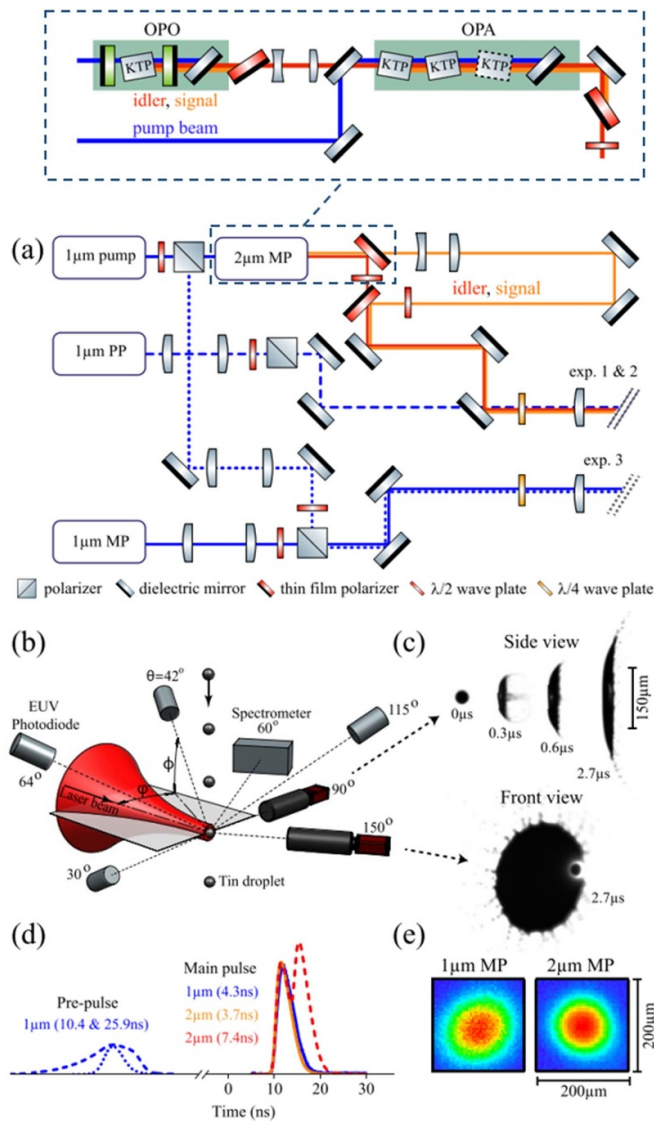 OPO
OPA
KTP
KTP
KTP
KTP
idler, signal
pump beam
(a)
1μm pump
2μm MP
idler, signal
1μm PP
exp. 1 & 2
exp. 3
1μm MP
polarizer
dielectric mirror
thin film polarizer
λ/2 wave plate
λ/4 wave plate
(b)
(c)
θ=42°
Side view
EUV
Photodiode
Spectrometer
60°
115°
64°
Laser beam
φ
ϕ
90°
150°
30°
Tin droplet
0μs
0.3μs
0.6μs
2.7μs
150μm
Front view
2.7μs
(d)
(e)
Pre-pulse
1μm (10.4 & 25.9ns)
Main pulse
1μm (4.3ns)
2μm (3.7ns)
2μm (7.4ns)
0
10
20
30
Time (ns)
1μm MP
2μm MP
200μm
200μm